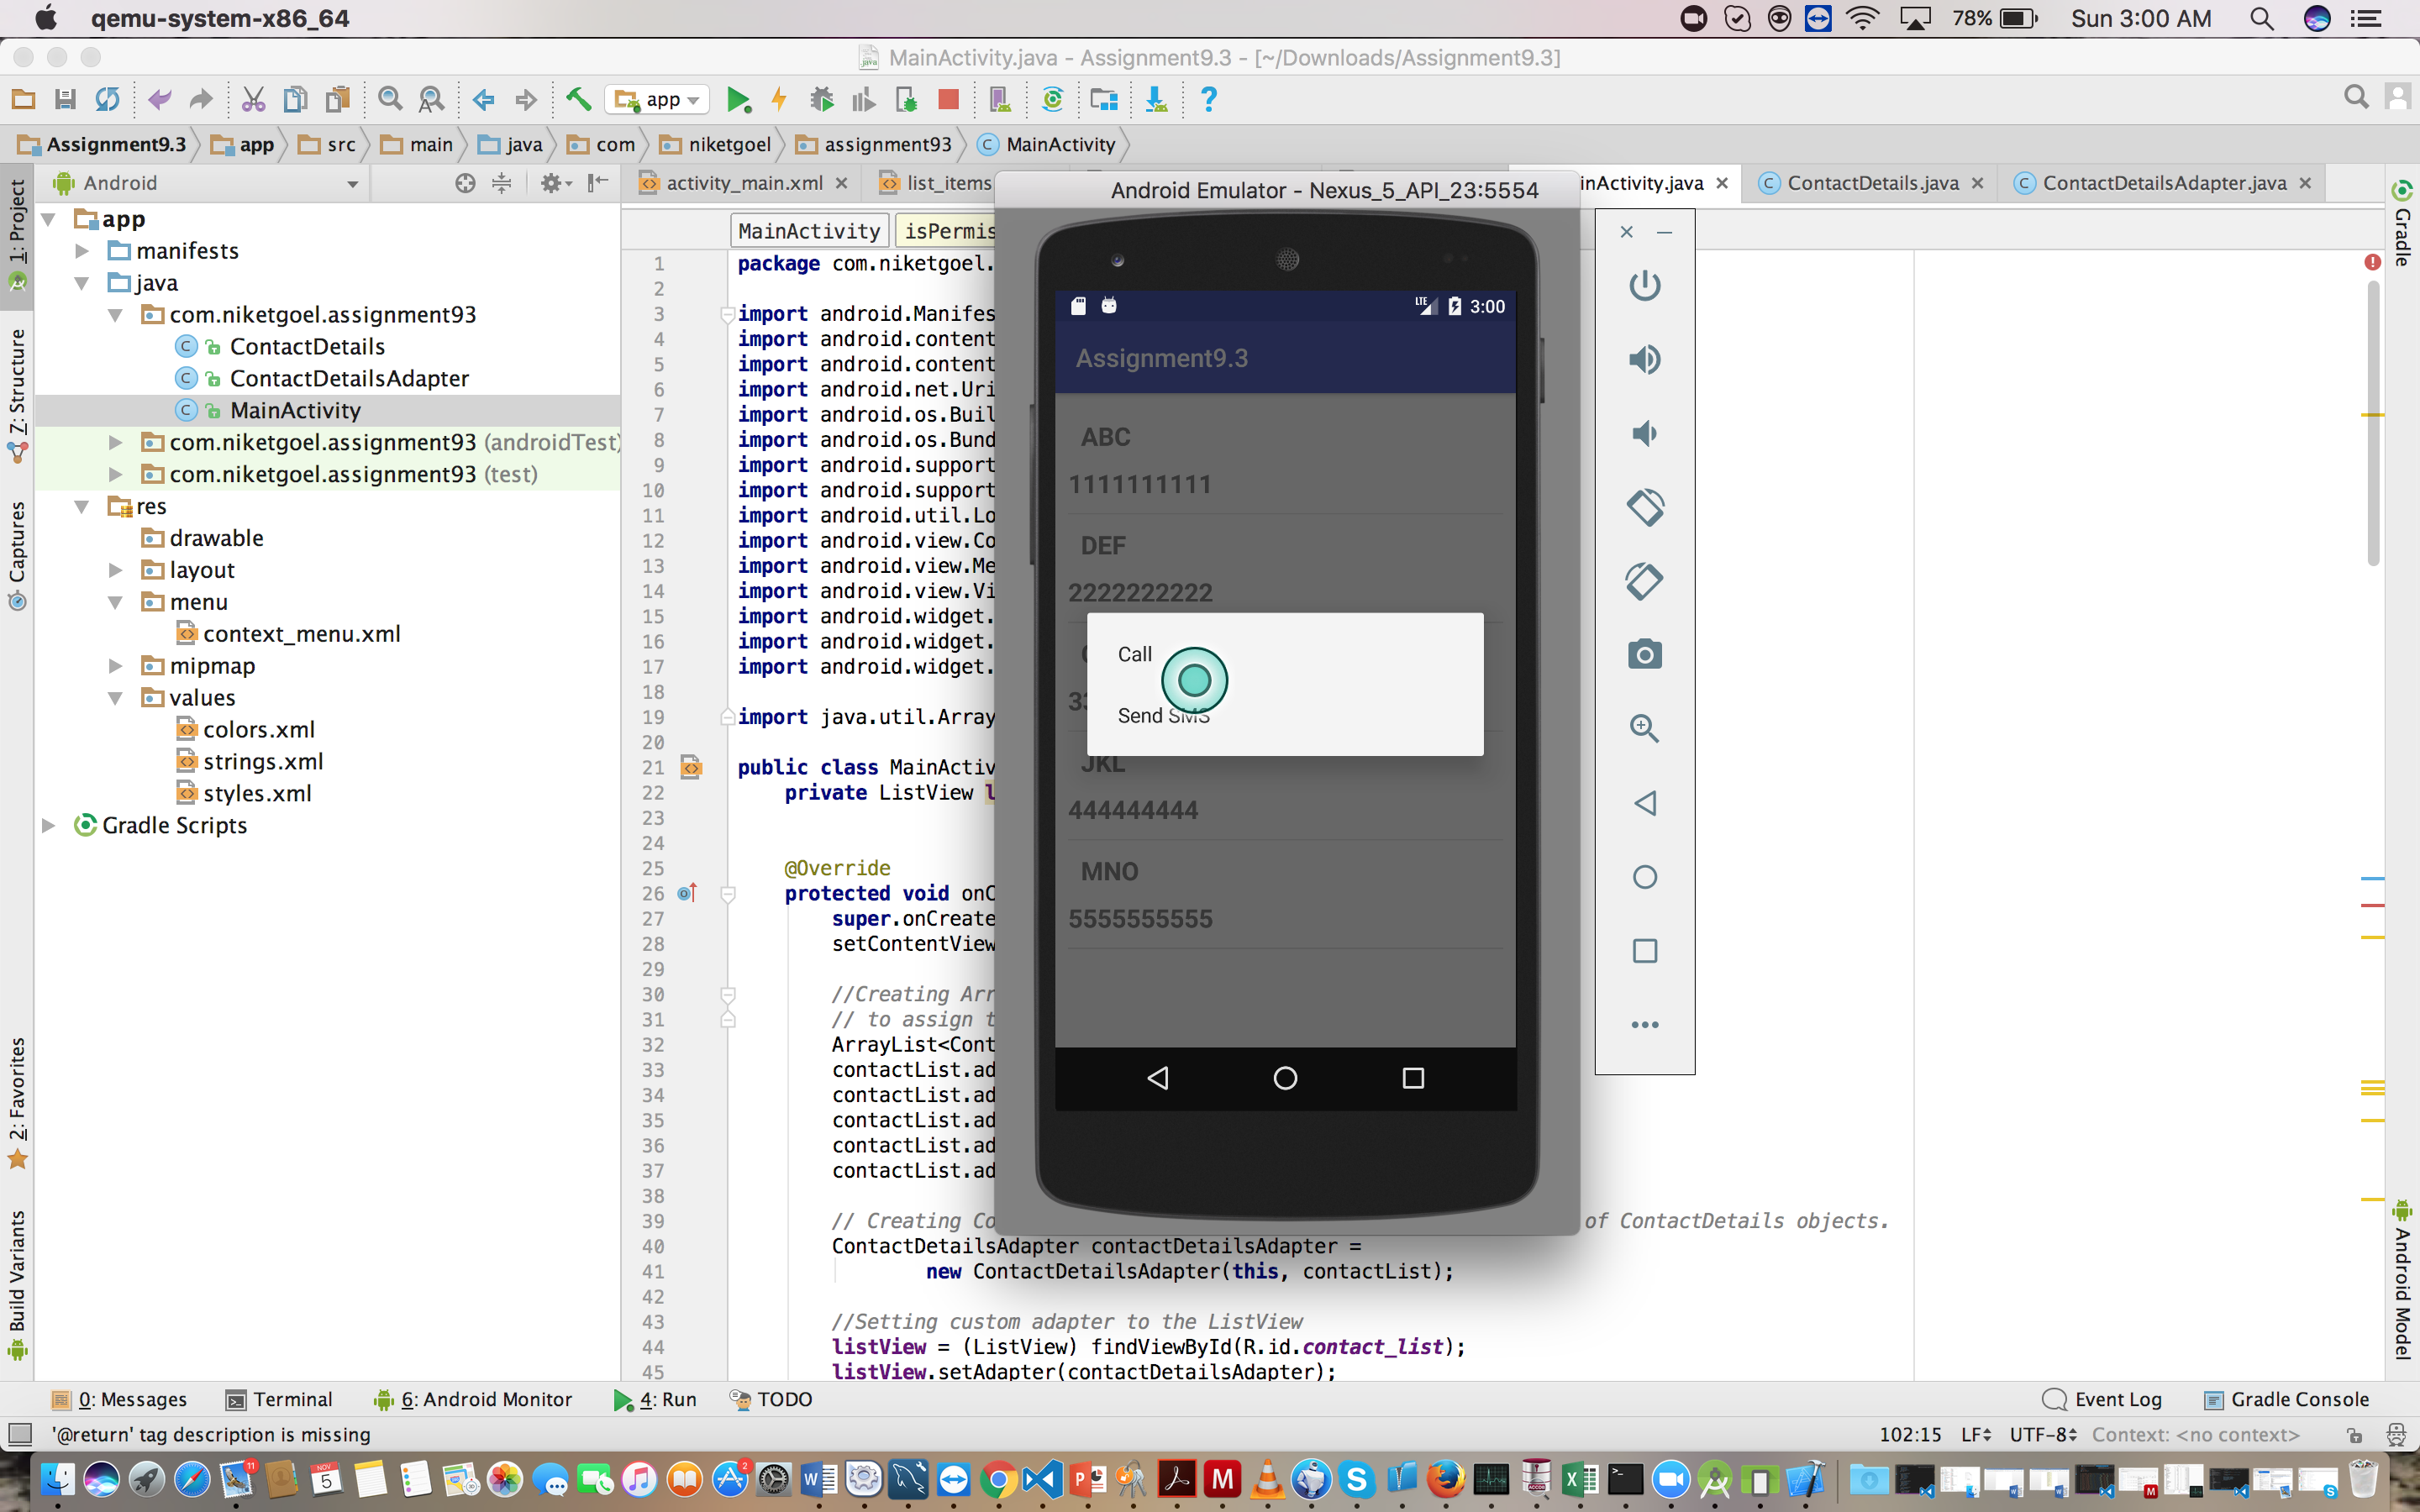 qemu-system-x86_64
78%
Sun 3:00 AM
MainActivity.java - Assignment9.3 - [~/Downloads/Assignment9.3]
app
Assignment9.3
app
src
main
java
com
niketgoel
assignment93
MainActivity
Android
activity_main.xml
list_items
inActivity.java
ContactDetails.java
ContactDetailsAdapter.java
1: Project
7: Structure
Captures
2: Favorites
Build Variants
Gradle
Android Model
app
manifests
java
com.niketgoel.assignment93
ContactDetails
ContactDetailsAdapter
MainActivity
com.niketgoel.assignment93 (androidTest)
com.niketgoel.assignment93 (test)
res
drawable
layout
menu
context_menu.xml
mipmap
values
colors.xml
strings.xml
styles.xml
Gradle Scripts
MainActivity
isPermis
1 package com.niketgoel.
2
3 import android.Manifes
4 import android.content
5 import android.content
6 import android.net.Uri
7 import android.os.Buil
8 import android.os.Bund
9 import android.support
10 import android.support
11 import android.util.Lo
12 import android.view.Co
13 import android.view.Me
14 import android.view.Vi
15 import android.widget.
16 import android.widget.
17 import android.widget.
18
19 import java.util.Array
20
21 public class MainActiv
22 private ListView l
23
24
25 @Override
26 protected void onC
27 super.onCreate
28 setContentView
29
30 //Creating Arr
31 // to assign t
32 ArrayList<Cont
33 contactList.ad
34 contactList.ad
35 contactList.ad
36 contactList.ad
37 contactList.ad
38
39 // Creating Co of ContactDetails objects.
40 ContactDetailsAdapter contactDetailsAdapter =
41 new ContactDetailsAdapter(this, contactList);
42
43 //Setting custom adapter to the ListView
44 listView = (ListView) findViewById(R.id.contact_list);
45 listView.setAdapter(contactDetailsAdapter);
Android Emulator - Nexus_5_API_23:5554
LTE
3:00
Assignment9.3
ABC
1111111111
DEF
2222222222
Call
Send SMS
33
JKL
444444444
MNO
5555555555
0: Messages
Terminal
6: Android Monitor
4: Run
TODO
Event Log
Gradle Console
'@return' tag description is missing
102:15
LF
UTF-8
Context: <no context>
11
NOV
5
2